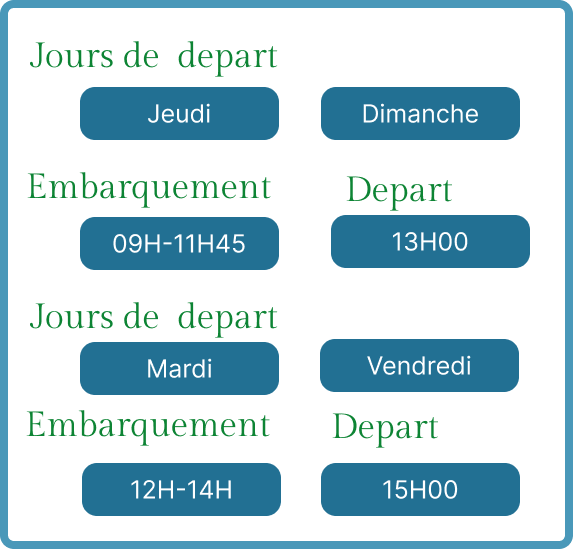 Jours de depart
Jeudi Dimanche
Embarquement Depart
09H-11H45 13H00
Jours de depart
Mardi Vendredi
Embarquement Depart
12H-14H 15H00